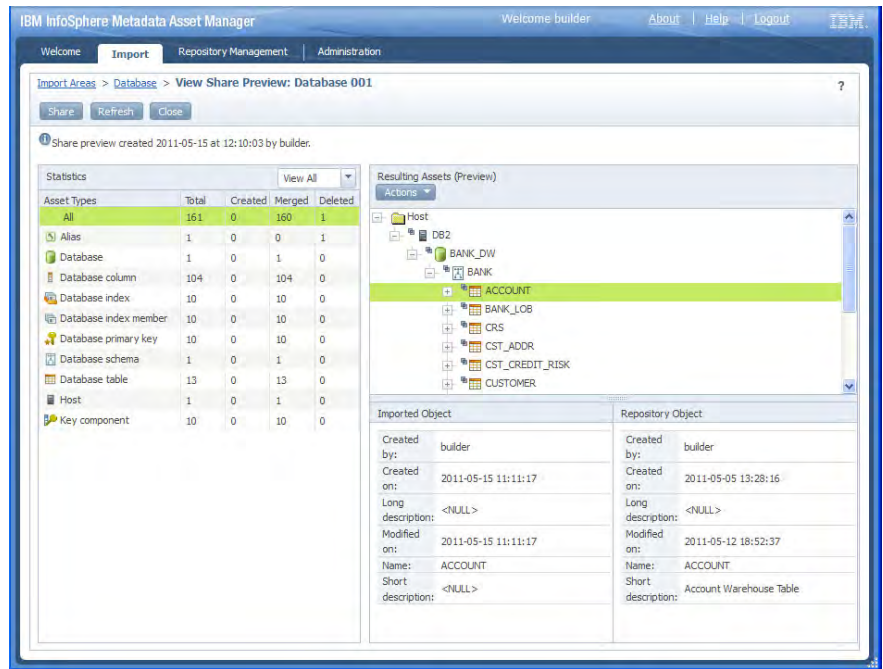 IBM InfoSphere Metadata Asset Manager Welcome builder About | Help | Logout IBM.
Welcome Import Repository Management Administration
Import Areas > Database > View Share Preview: Database 001 ?
Share Refresh Close
Share preview created 2011-05-15 at 12:10:03 by builder.
Statistics View All
Asset Types Total Created Merged Deleted
All 161 0 160 1
Alias 1 0 0 1
Database 1 0 1 0
Database column 104 0 104 0
Database index 10 0 10 0
Database index member 10 0 10 0
Database primary key 10 0 10 0
Database schema 1 0 1 0
Database table 13 0 13 0
Host 1 0 1 0
Key component 10 0 10 0
Resulting Assets (Preview)
Actions
Host
DB2
BANK_DW
BANK
ACCOUNT
BANK_LOB
CRS
CST_ADDR
CST_CREDIT_RISK
CUSTOMER
Imported Object
Created by: builder
Created on: 2011-05-15 11:11:17
Long description: <NULL>
Modified on: 2011-05-15 11:11:17
Name: ACCOUNT
Short description: <NULL>
Repository Object
Created by: builder
Created on: 2011-05-05 13:28:16
Long description: <NULL>
Modified on: 2011-05-12 18:52:37
Name: ACCOUNT
Short description: Account Warehouse Table